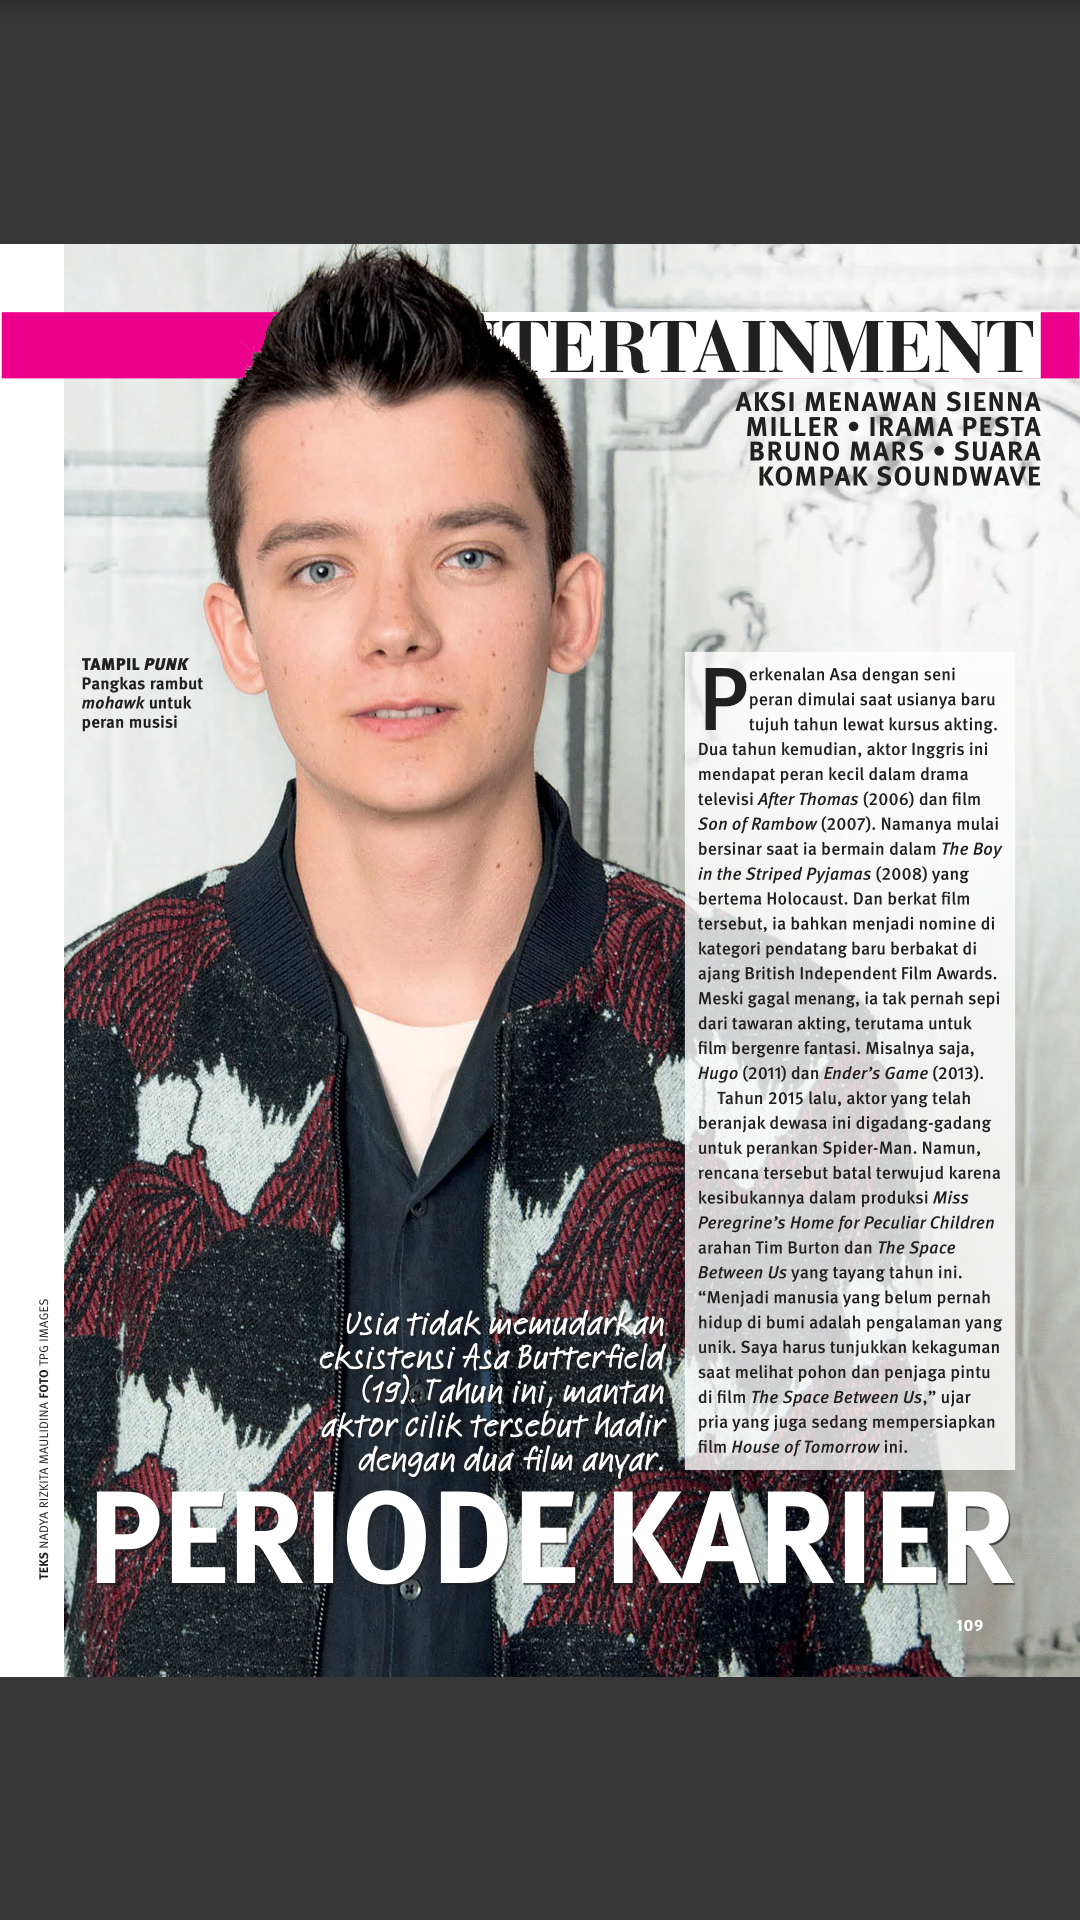 NTERTAINMENT
AKSI MENAWAN SIENNA
MILLER • IRAMA PESTA
BRUNO MARS • SUARA
KOMPAK SOUNDWAVE
TAMPIL PUNK
Pangkas rambut
mohawk untuk
peran musisi
Perkenalan Asa dengan seni
peran dimulai saat usianya baru
tujuh tahun lewat kursus akting.
Dua tahun kemudian, aktor Inggris ini
mendapat peran kecil dalam drama
televisi After Thomas (2006) dan film
Son of Rambow (2007). Namanya mulai
bersinar saat ia bermain dalam The Boy
in the Striped Pyjamas (2008) yang
bertema Holocaust. Dan berkat film
tersebut, ia bahkan menjadi nomine di
kategori pendatang baru berbakat di
ajang British Independent Film Awards.
Meski gagal menang, ia tak pernah sepi
dari tawaran akting, terutama untuk
film bergenre fantasi. Misalnya saja,
Hugo (2011) dan Ender’s Game (2013).
Tahun 2015 lalu, aktor yang telah
beranjak dewasa ini digadang-gadang
untuk perankan Spider-Man. Namun,
rencana tersebut batal terwujud karena
kesibukannya dalam produksi Miss
Peregrine’s Home for Peculiar Children
arahan Tim Burton dan The Space
Between Us yang tayang tahun ini.
“Menjadi manusia yang belum pernah
hidup di bumi adalah pengalaman yang
unik. Saya harus tunjukkan kekaguman
saat melihat pohon dan penjaga pintu
di film The Space Between Us,” ujar
pria yang juga sedang mempersiapkan
film House of Tomorrow ini.
Usia tidak memudarkan
eksistensi Asa Butterfield
(19). Tahun ini, mantan
aktor cilik tersebut hadir
dengan dua film anyar.
PERIODE KARIER
TEKS NADYA RIZKITA MAULIDINA FOTO TPG IMAGES
109